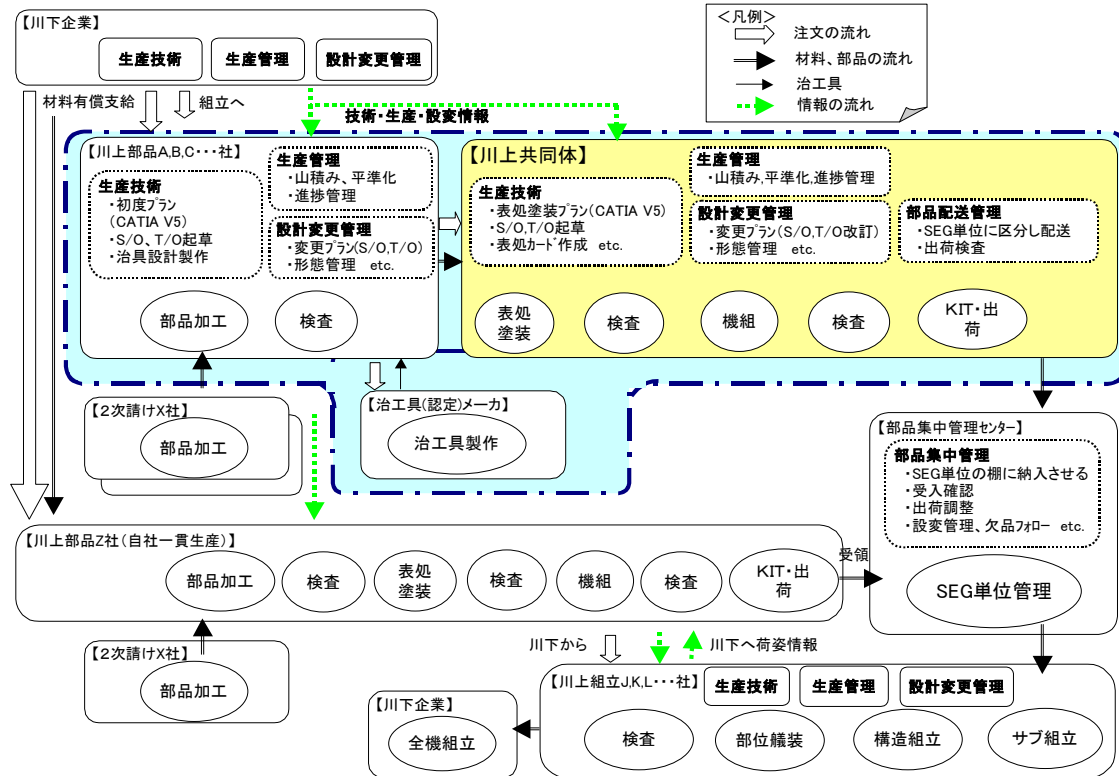 【川下企業】
生産技術
生産管理
設計変更管理
<凡例>
注文の流れ
材料、部品の流れ
治工具
情報の流れ
材料有償支給
組立へ
技術・生産・設変情報
【川上部品A,B,C・・・社】
生産技術
・初度プラン
(CATIA V5)
・S/O、T/O起草
・治具設計製作
生産管理
・山積み、平準化
・進捗管理
設計変更管理
・変更プラン(S/O,T/O)
・形態管理 etc.
部品加工
検査
【川上共同体】
生産技術
・表処塗装プラン(CATIA V5)
・S/O,T/O起草
・表処カード作成 etc.
生産管理
・山積み,平準化,進捗管理
設計変更管理
・変更プラン(S/O,T/O改訂)
・形態管理 etc.
部品配送管理
・SEG単位に区分し配送
・出荷検査
表処
塗装
検査
機組
検査
KIT・出
荷
【2次請けX社】
部品加工
【治工具(認定)メーカ】
治工具製作
【部品集中管理センター】
部品集中管理
・SEG単位の棚に納入させる
・受入確認
・出荷調整
・設変管理、欠品フォロー etc.
SEG単位管理
【川上部品Z社(自社一貫生産)】
部品加工
検査
表処
塗装
検査
機組
検査
KIT・出
荷
受領
【2次請けX社】
部品加工
川下から
川下へ荷姿情報
【川上組立J,K,L・・・社】
生産技術
生産管理
設計変更管理
検査
部位艤装
構造組立
サブ組立
【川下企業】
全機組立